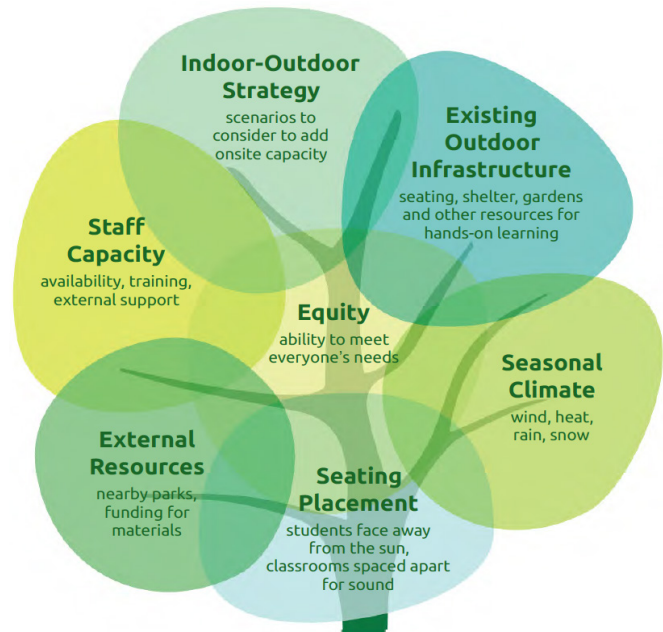 Indoor-Outdoor
Strategy
scenarios to
consider to add
onsite capacity
Existing
Outdoor
Infrastructure
seating, shelter, gardens
and other resources for
hands-on learning
Staff
Capacity
availability, training,
external support
Equity
ability to meet
everyone's needs
Seasonal
Climate
wind, heat,
rain, snow
External
Resources
nearby parks,
funding for
materials
Seating
Placement
students face away
from the sun,
classrooms spaced apart
for sound